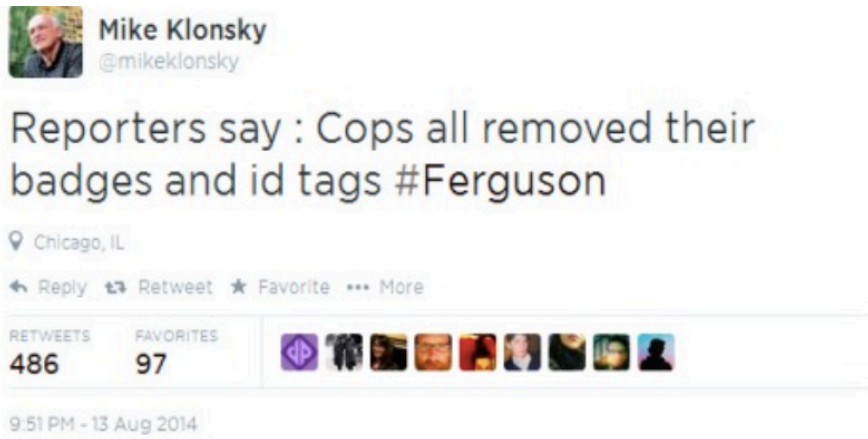 Mike Klonsky
@mikeklonsky
Reporters say : Cops all removed their
badges and id tags #Ferguson
Chicago, IL
Reply Retweet Favorite More
RETWEETS FAVORITES
486 97
9:51 PM - 13 Aug 2014